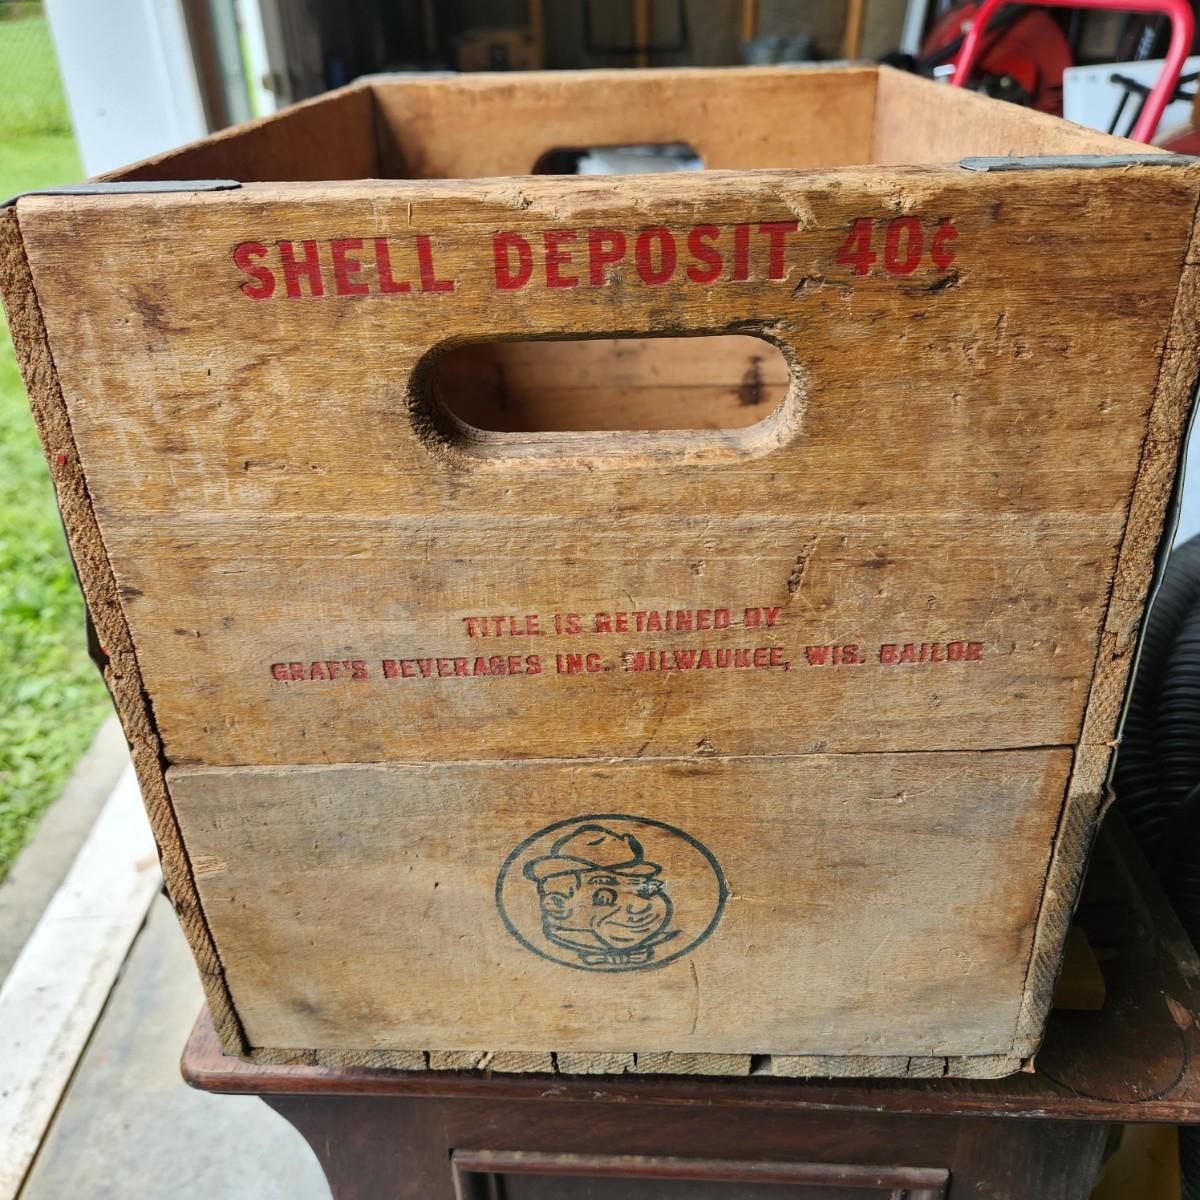 SHELL DEPOSIT 40¢
TITLE IS RETAINED BY
GRAF'S BEVERAGES INC. MILWAUKEE, WIS. BAILOR